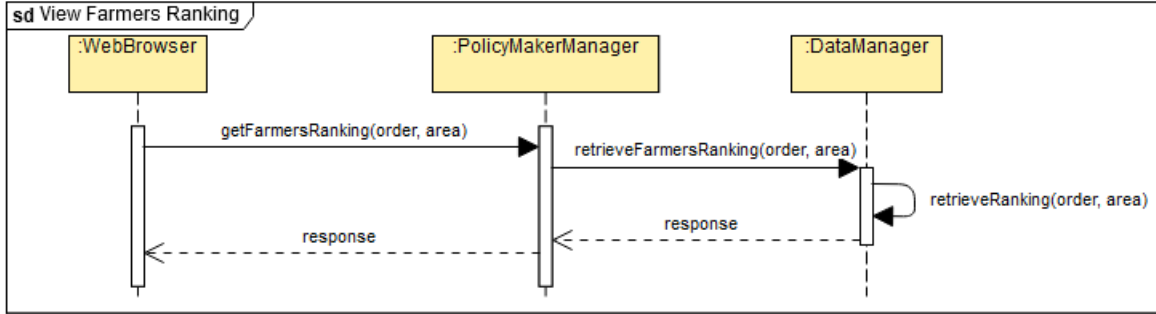 sd View Farmers Ranking
:WebBrowser
:PolicyMakerManager
:DataManager
getFarmersRanking(order, area)
retrieveFarmersRanking(order, area)
retrieveRanking(order, area)
response
response